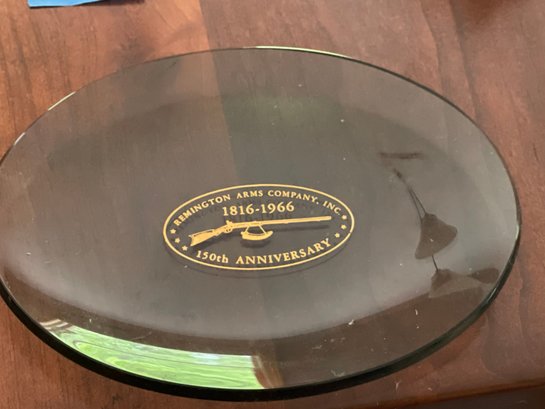 REMINGTON ARMS COMPANY, INC.
1816-1966
150th ANNIVERSARY